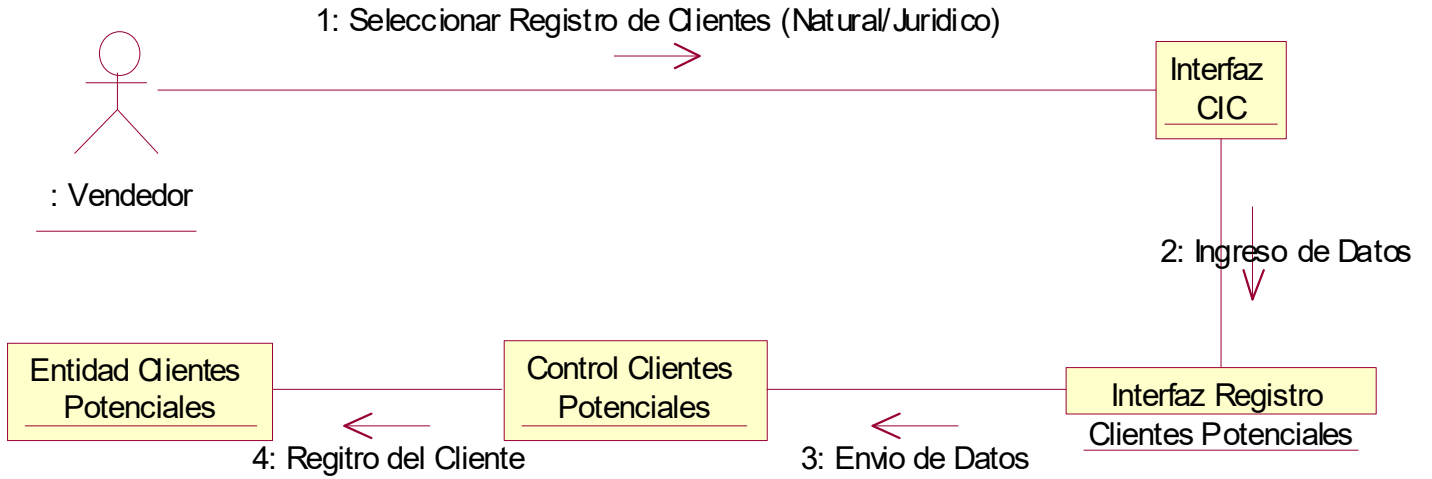 1: Seleccionar Registro de Clientes (Natural/Juridico)
Interfaz
CIC
: Vendedor
2: Ingreso de Datos
Entidad Clientes
Potenciales
Control Clientes
Potenciales
Interfaz Registro
Clientes Potenciales
4: Regitro del Cliente
3: Envio de Datos